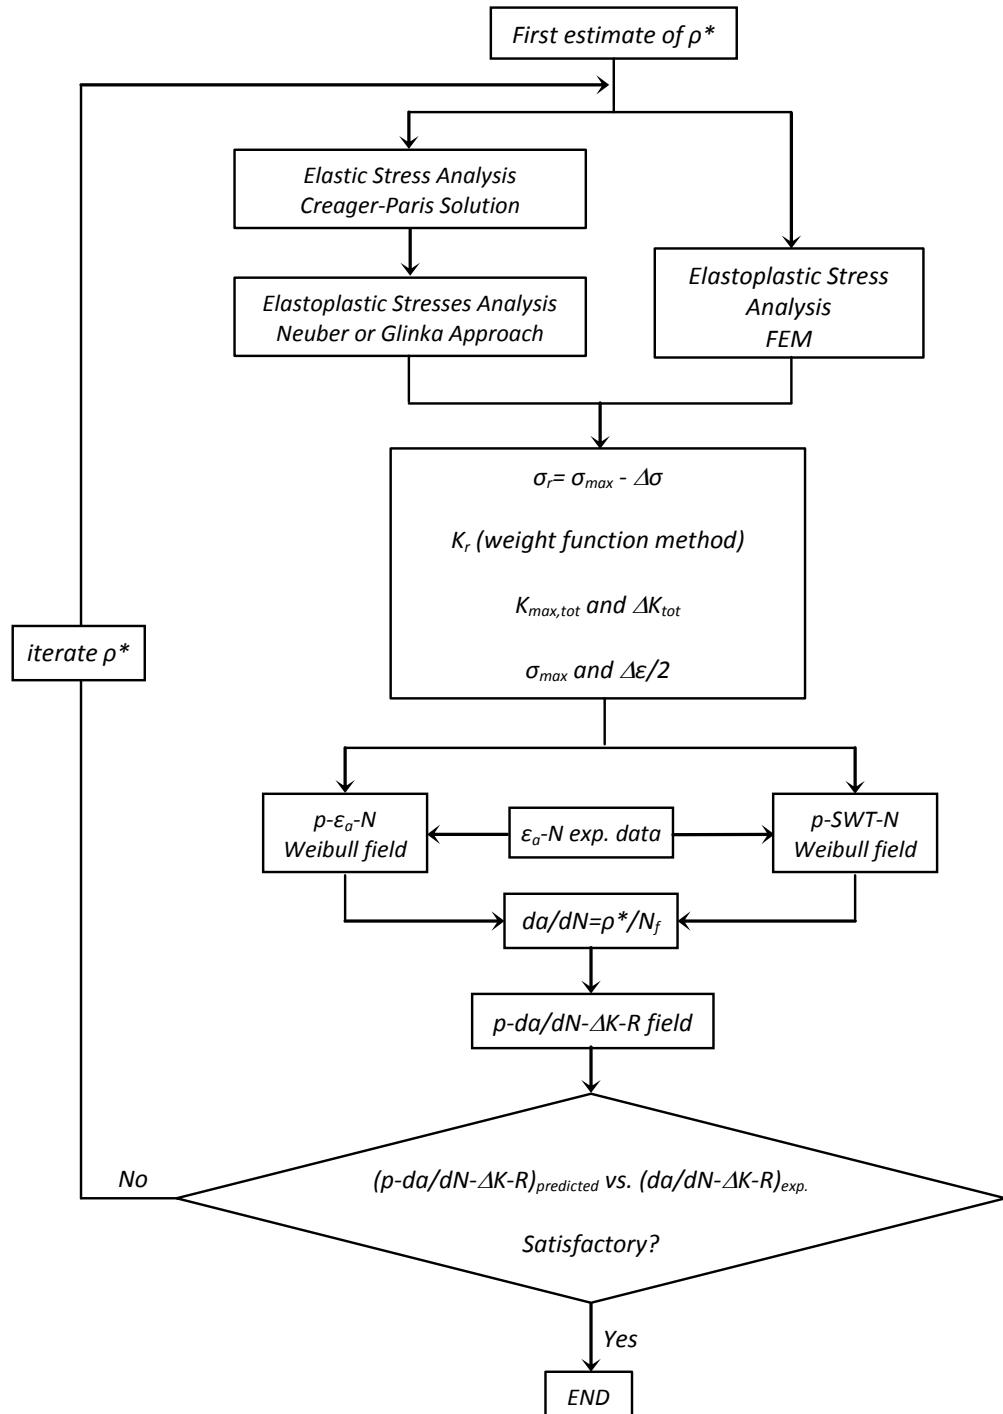 First estimate of ρ*
Elastic Stress Analysis
Creager-Paris Solution
Elastoplastic Stresses Analysis
Neuber or Glinka Approach
Elastoplastic Stress
Analysis
FEM
σr= σmax - Δσ
Kr (weight function method)
Kmax,tot and ΔKtot
σmax and Δε/2
iterate ρ*
p-εa-N
Weibull field
εa-N exp. data
p-SWT-N
Weibull field
da/dN=ρ*/Nf
p-da/dN-ΔK-R field
No
(p-da/dN-ΔK-R)predicted vs. (da/dN-ΔK-R)exp.
Satisfactory?
Yes
END